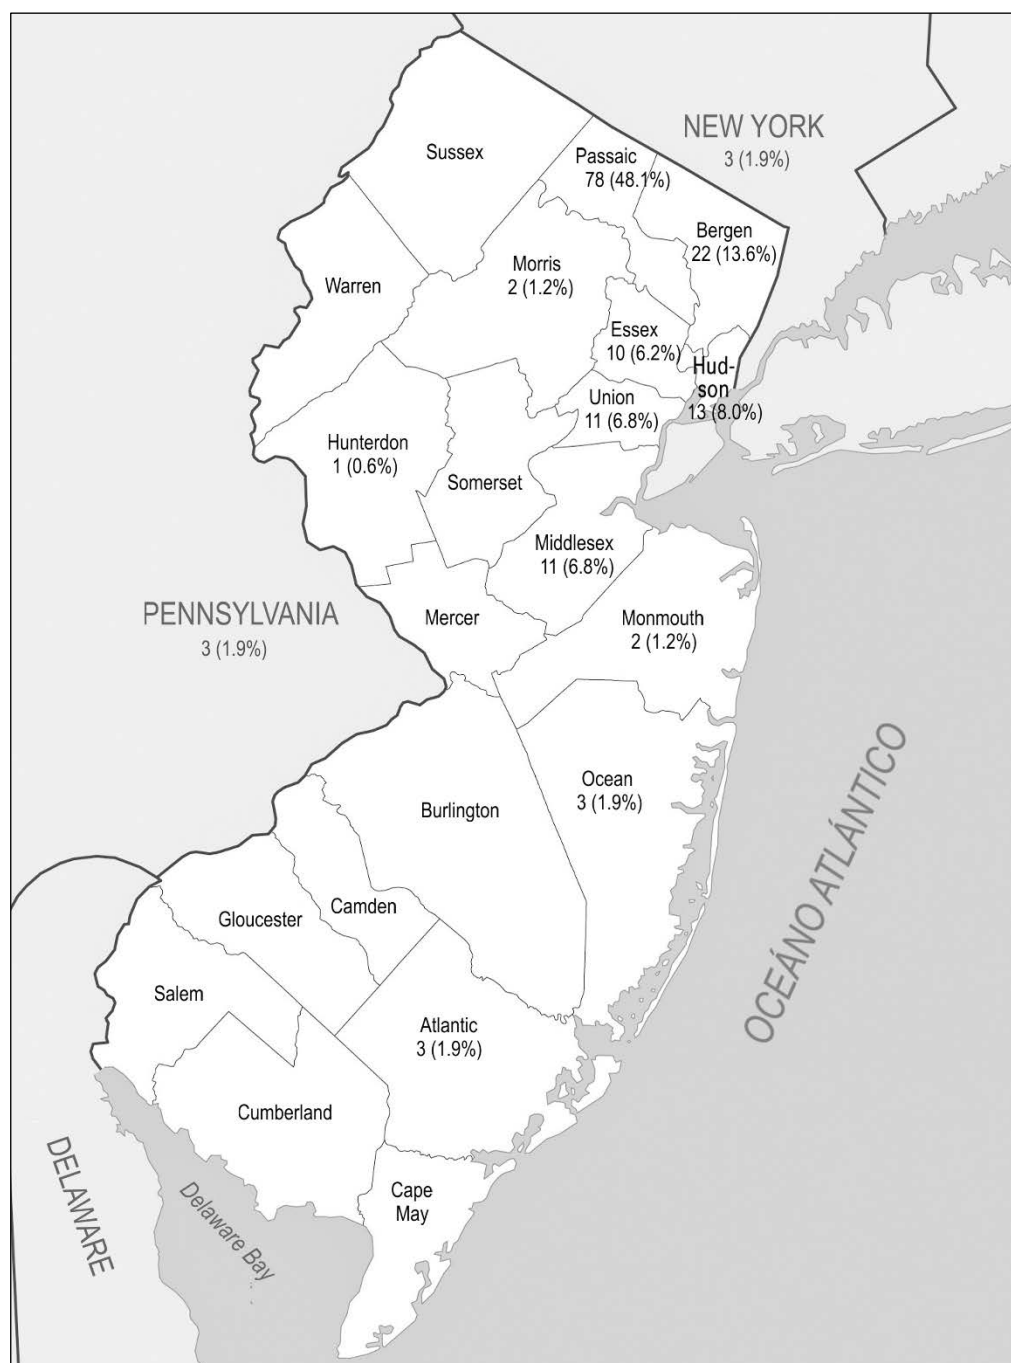 NEW YORK
3 (1.9%)
Sussex
Passaic
78 (48.1%)
Bergen
22 (13.6%)
Morris
2 (1.2%)
Warren
Essex
10 (6.2%)
Hud-
son
13 (8.0%)
Union
11 (6.8%)
Hunterdon
1 (0.6%)
Somerset
Middlesex
11 (6.8%)
PENNSYLVANIA
3 (1.9%)
Mercer
Monmouth
2 (1.2%)
Ocean
3 (1.9%)
Burlington
OCEÁNO ATLÁNTICO
Camden
Gloucester
Salem
Atlantic
3 (1.9%)
Cumberland
DELAWARE
Delaware Bay
Cape
May